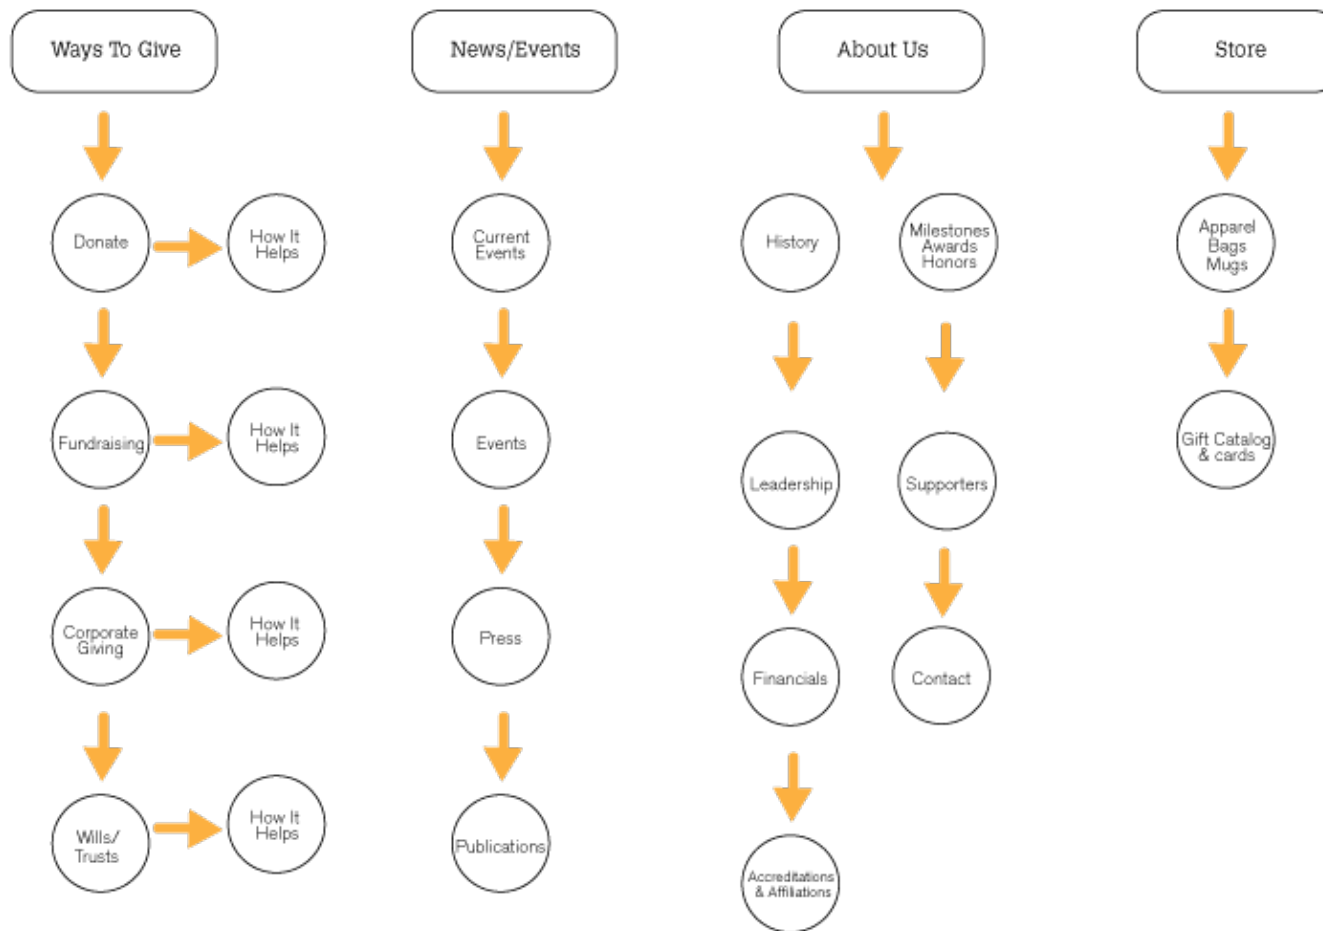 Ways To Give
News/Events
About Us
Store
Donate
How It
Helps
Current
Events
History
Milestones
Awards
Honors
Apparel
Bags
Mugs
Fundraising
How It
Helps
Events
Leadership
Supporters
Gift Catalog
& cards
Corporate
Giving
How It
Helps
Press
Financials
Contact
Wills/
Trusts
How It
Helps
Publications
Accreditations
& Affiliations